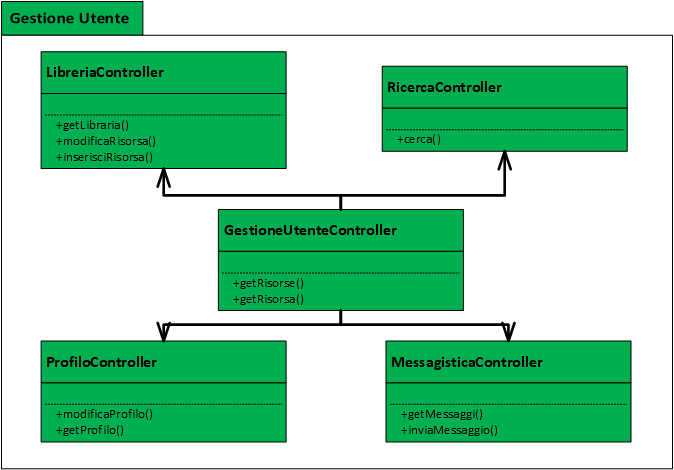 Gestione Utente
LibreriaController
+getLibraria()
+modificaRisorsa()
+inserisciRisorsa()
RicercaController
+cerca()
GestioneUtenteController
+getRisorse()
+getRisorsa()
ProfiloController
+modificaProfilo()
+getProfilo()
MessagisticaController
+getMessaggi()
+inviaMessaggio()